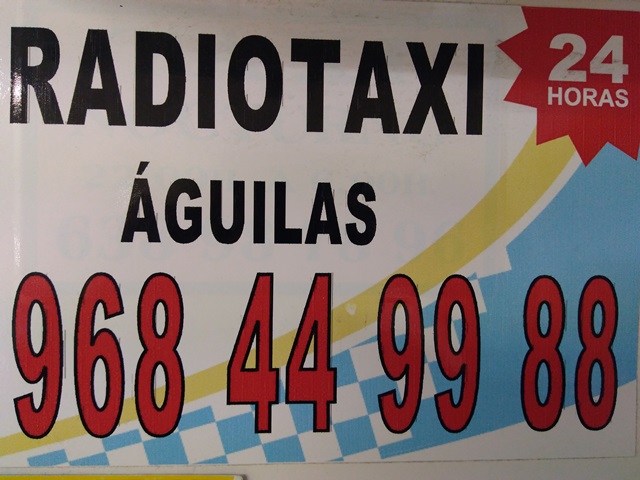 RADIOTAXI
24
HORAS
ÁGUILAS
968 44 99 88